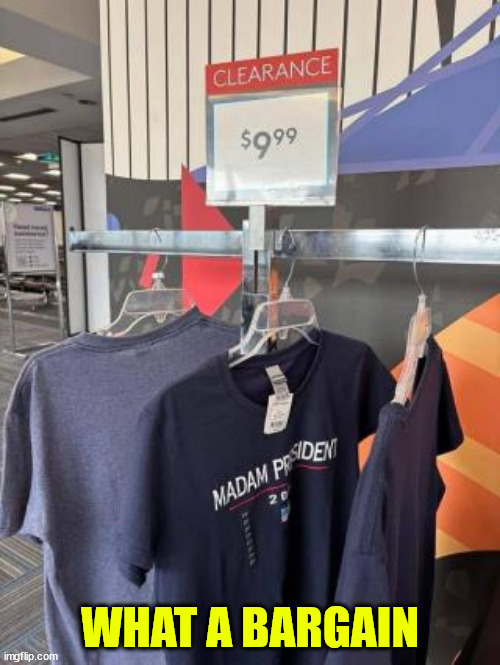 CLEARANCE
$9.99
MADAM PRESIDENT
WHAT A BARGAIN
imgflip.com